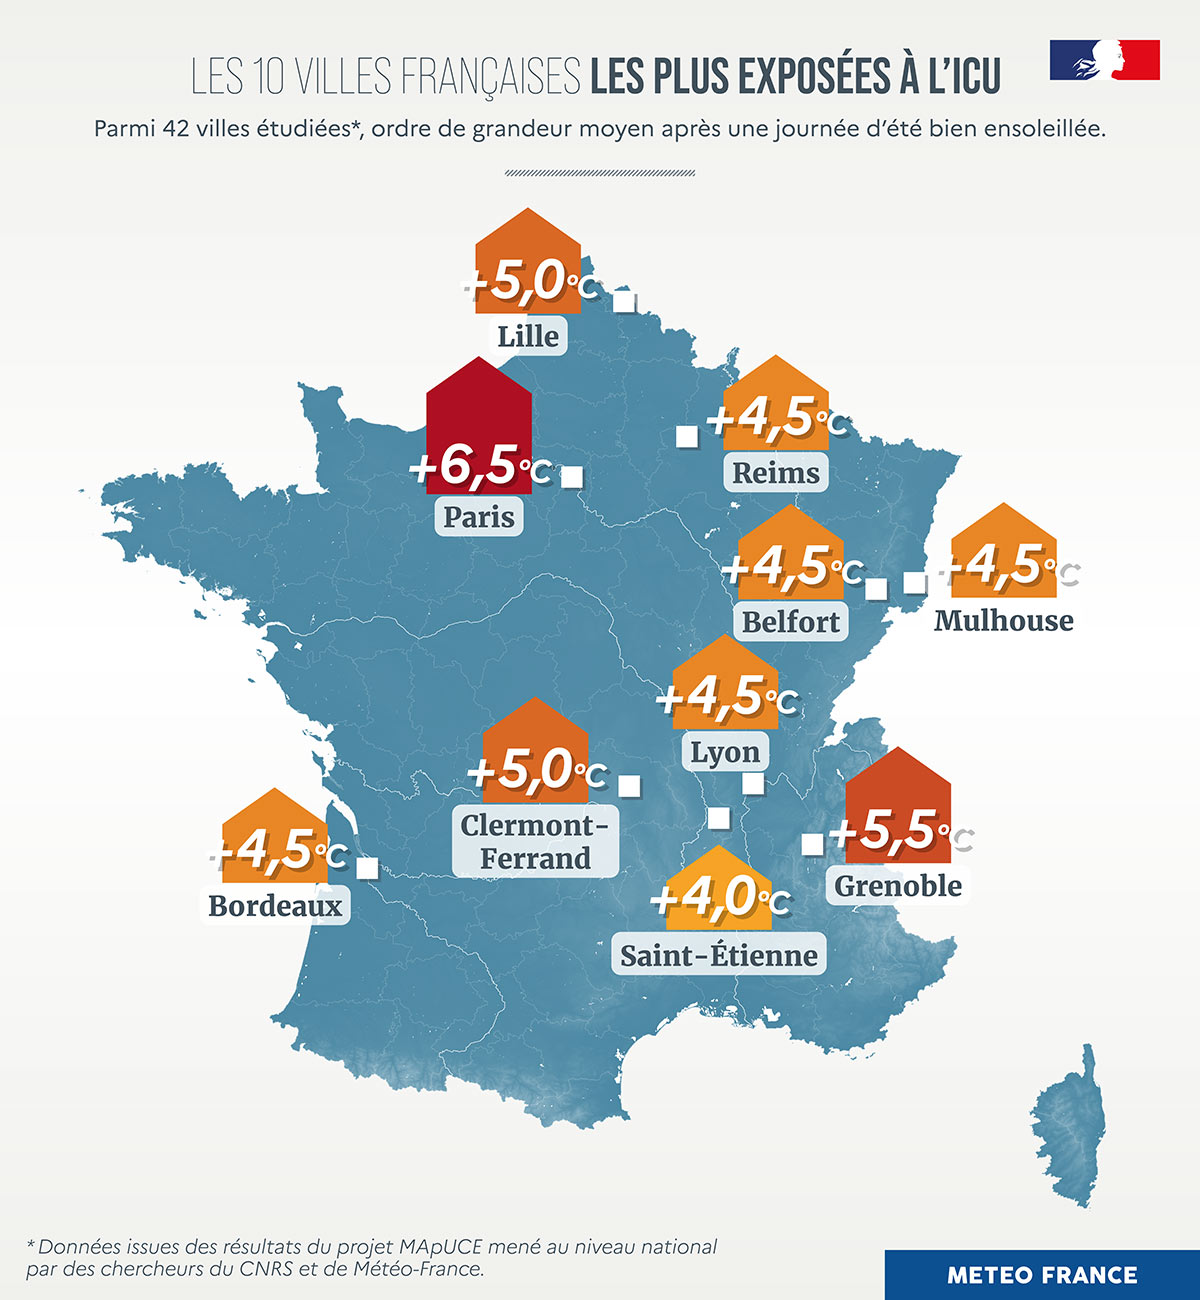 LES 10 VILLES FRANÇAISES LES PLUS EXPOSÉES À L'ICU
Parmi 42 villes étudiées*, ordre de grandeur moyen après une journée d'été bien ensoleillée.
+5,0°C
Lille
+6,5°C
Paris
+4,5°C
Reims
+4,5°C
Belfort
+4,5°C
Mulhouse
+4,5°C
Lyon
+5,0°C
Clermont-
Ferrand
+5,5°C
Grenoble
+4,5°C
Bordeaux
+4,0°C
Saint-Étienne
* Données issues des résultats du projet MApUCE mené au niveau national
par des chercheurs du CNRS et de Météo-France.
METEO FRANCE